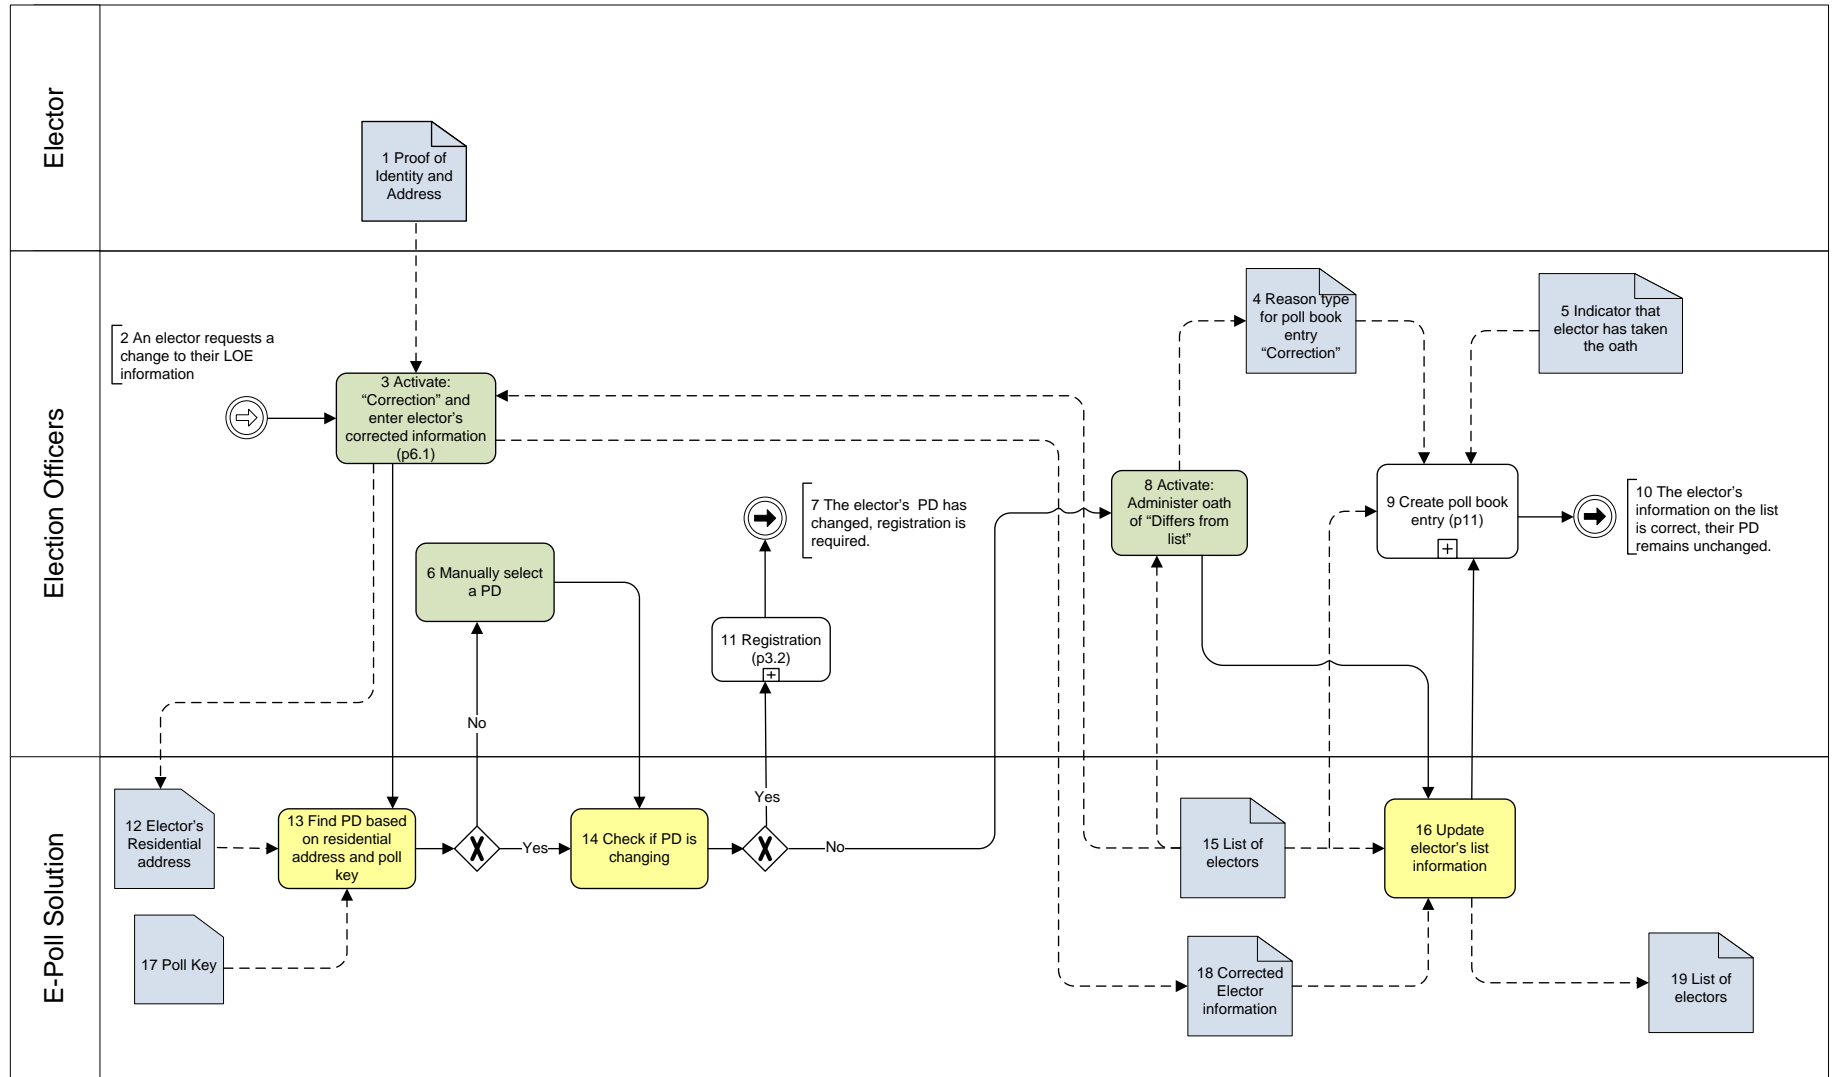 Elector
1 Proof of
Identity and
Address
Election Officers
2 An elector requests a
change to their LOE
information
3 Activate:
“Correction” and
enter elector’s
corrected information
(p6.1)
4 Reason type
for poll book
entry
“Correction”
5 Indicator that
elector has taken
the oath
6 Manually select
a PD
7 The elector’s  PD has
changed, registration is
required.
8 Activate:
Administer oath
of “Differs from
list”
9 Create poll book
entry (p11)
10 The elector’s
information on the list
is correct, their PD
remains unchanged.
11 Registration
(p3.2)
No
Yes
E-Poll Solution
12 Elector’s
Residential
address
13 Find PD based
on residential
address and poll
key
Yes
14 Check if PD is
changing
No
15 List of
electors
16 Update
elector’s list
information
17 Poll Key
18 Corrected
Elector
information
19 List of
electors